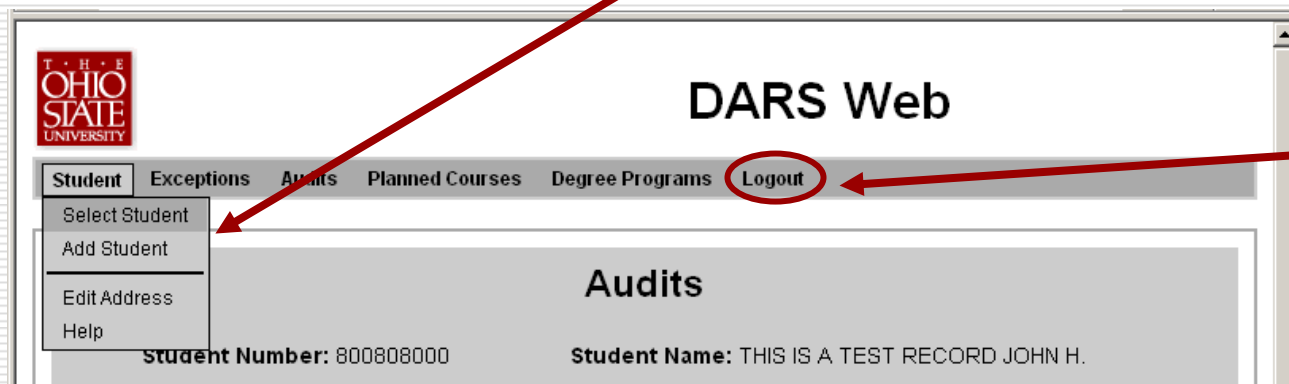 T · H · E
OHIO
STATE
UNIVERSITY
DARS Web
Student Exceptions Audits Planned Courses Degree Programs Logout
Select Student
Add Student
Edit Address
Help
Audits
Student Number: 800808000 Student Name: THIS IS A TEST RECORD JOHN H.